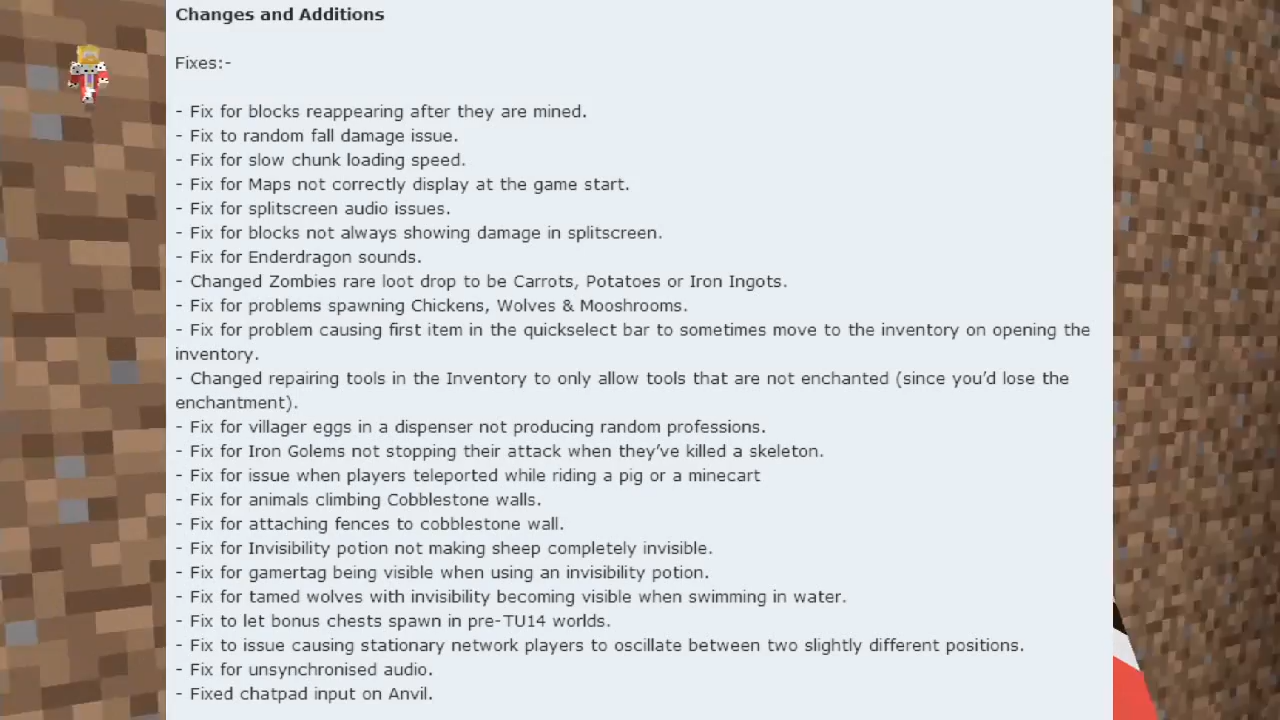 Changes and Additions
Fixes:-
- Fix for blocks reappearing after they are mined.
- Fix to random fall damage issue.
- Fix for slow chunk loading speed.
- Fix for Maps not correctly display at the game start.
- Fix for splitscreen audio issues.
- Fix for blocks not always showing damage in splitscreen.
- Fix for Enderdragon sounds.
- Changed Zombies rare loot drop to be Carrots, Potatoes or Iron Ingots.
- Fix for problems spawning Chickens, Wolves & Mooshrooms.
- Fix for problem causing first item in the quickselect bar to sometimes move to the inventory on opening the
inventory.
- Changed repairing tools in the Inventory to only allow tools that are not enchanted (since you’d lose the
enchantment).
- Fix for villager eggs in a dispenser not producing random professions.
- Fix for Iron Golems not stopping their attack when they’ve killed a skeleton.
- Fix for issue when players teleported while riding a pig or a minecart
- Fix for animals climbing Cobblestone walls.
- Fix for attaching fences to cobblestone wall.
- Fix for Invisibility potion not making sheep completely invisible.
- Fix for gamertag being visible when using an invisibility potion.
- Fix for tamed wolves with invisibility becoming visible when swimming in water.
- Fix to let bonus chests spawn in pre-TU14 worlds.
- Fix to issue causing stationary network players to oscillate between two slightly different positions.
- Fix for unsynchronised audio.
- Fixed chatpad input on Anvil.